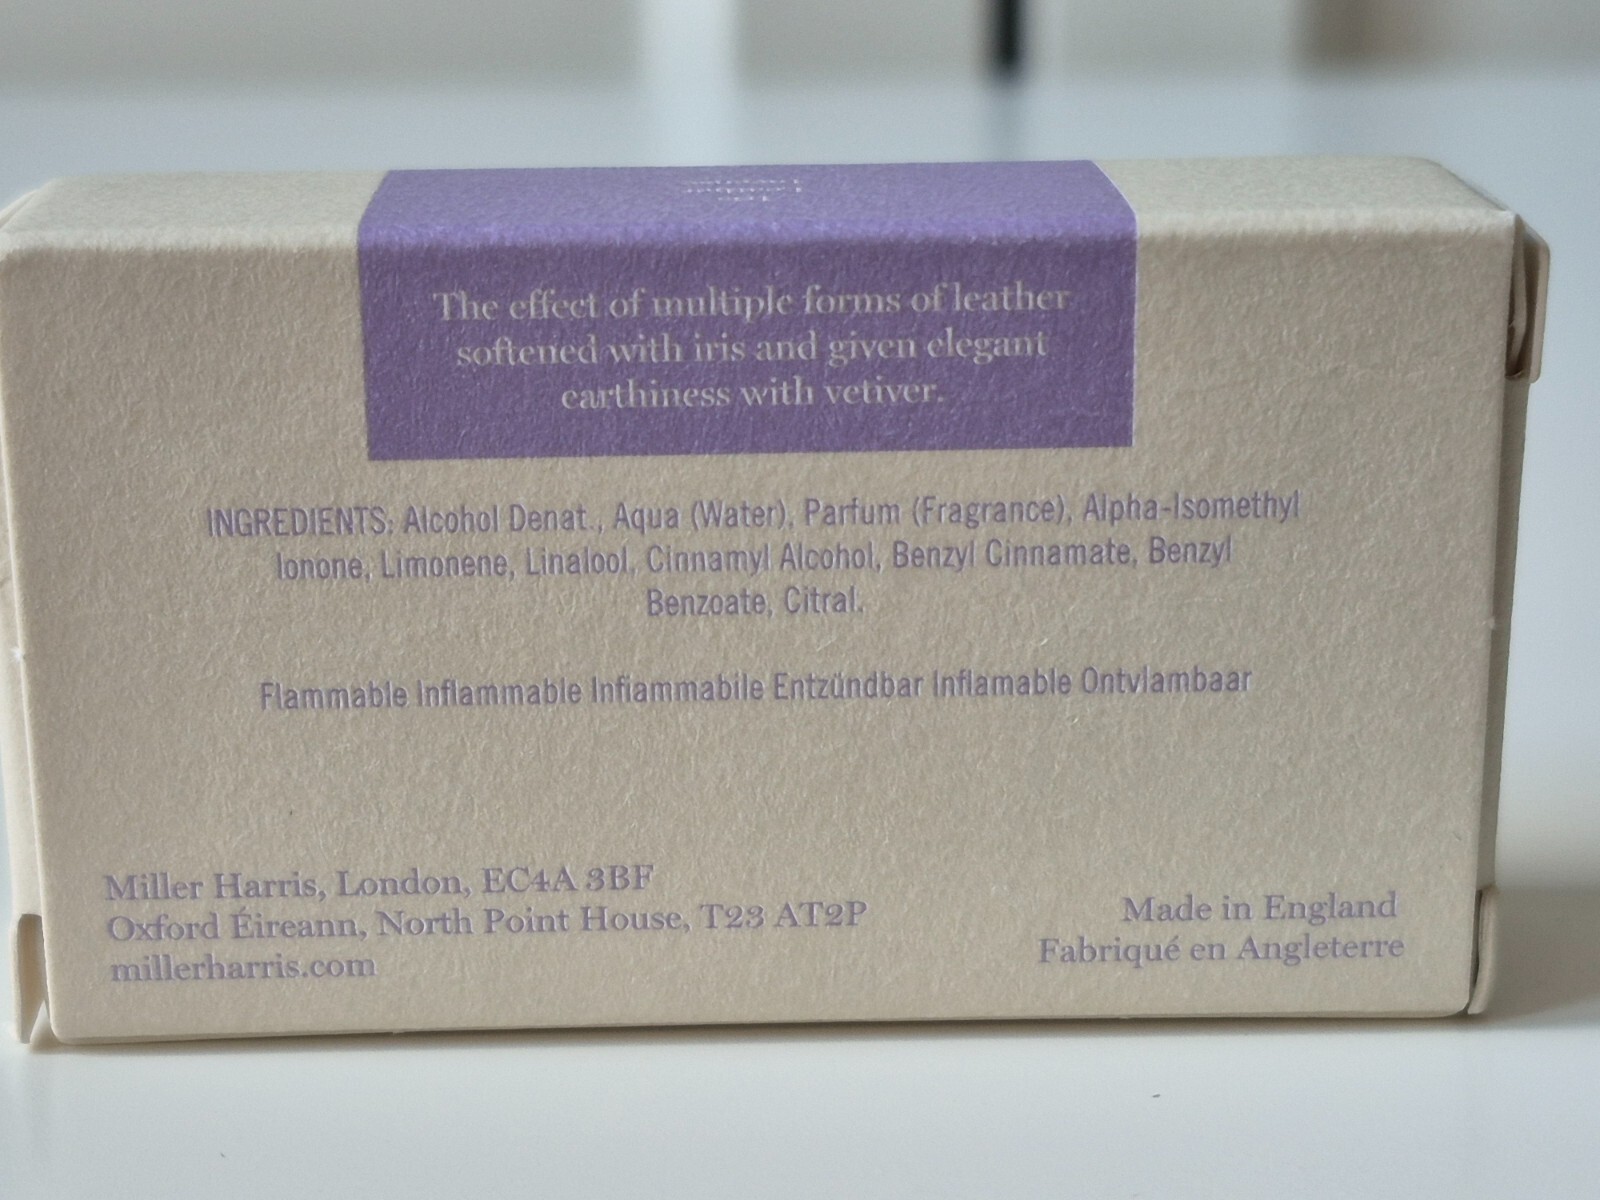 The effect of multiple forms of leather
softened with iris and given elegant
earthiness with vetiver.
INGREDIENTS: Alcohol Denat., Aqua (Water), Parfum (Fragrance), Alpha-Isomethyl
Ionone, Limonene, Linalool, Cinnamyl Alcohol, Benzyl Cinnamate, Benzyl
Benzoate, Citral.
Flammable Inflammable Infiammabile Entzündbar Inflamable Ontvlambaar
Miller Harris, London, EC4A 3BF
Oxford Éireann, North Point House, T23 AT2P
millerharris.com
Made in England
Fabriqué en Angleterre